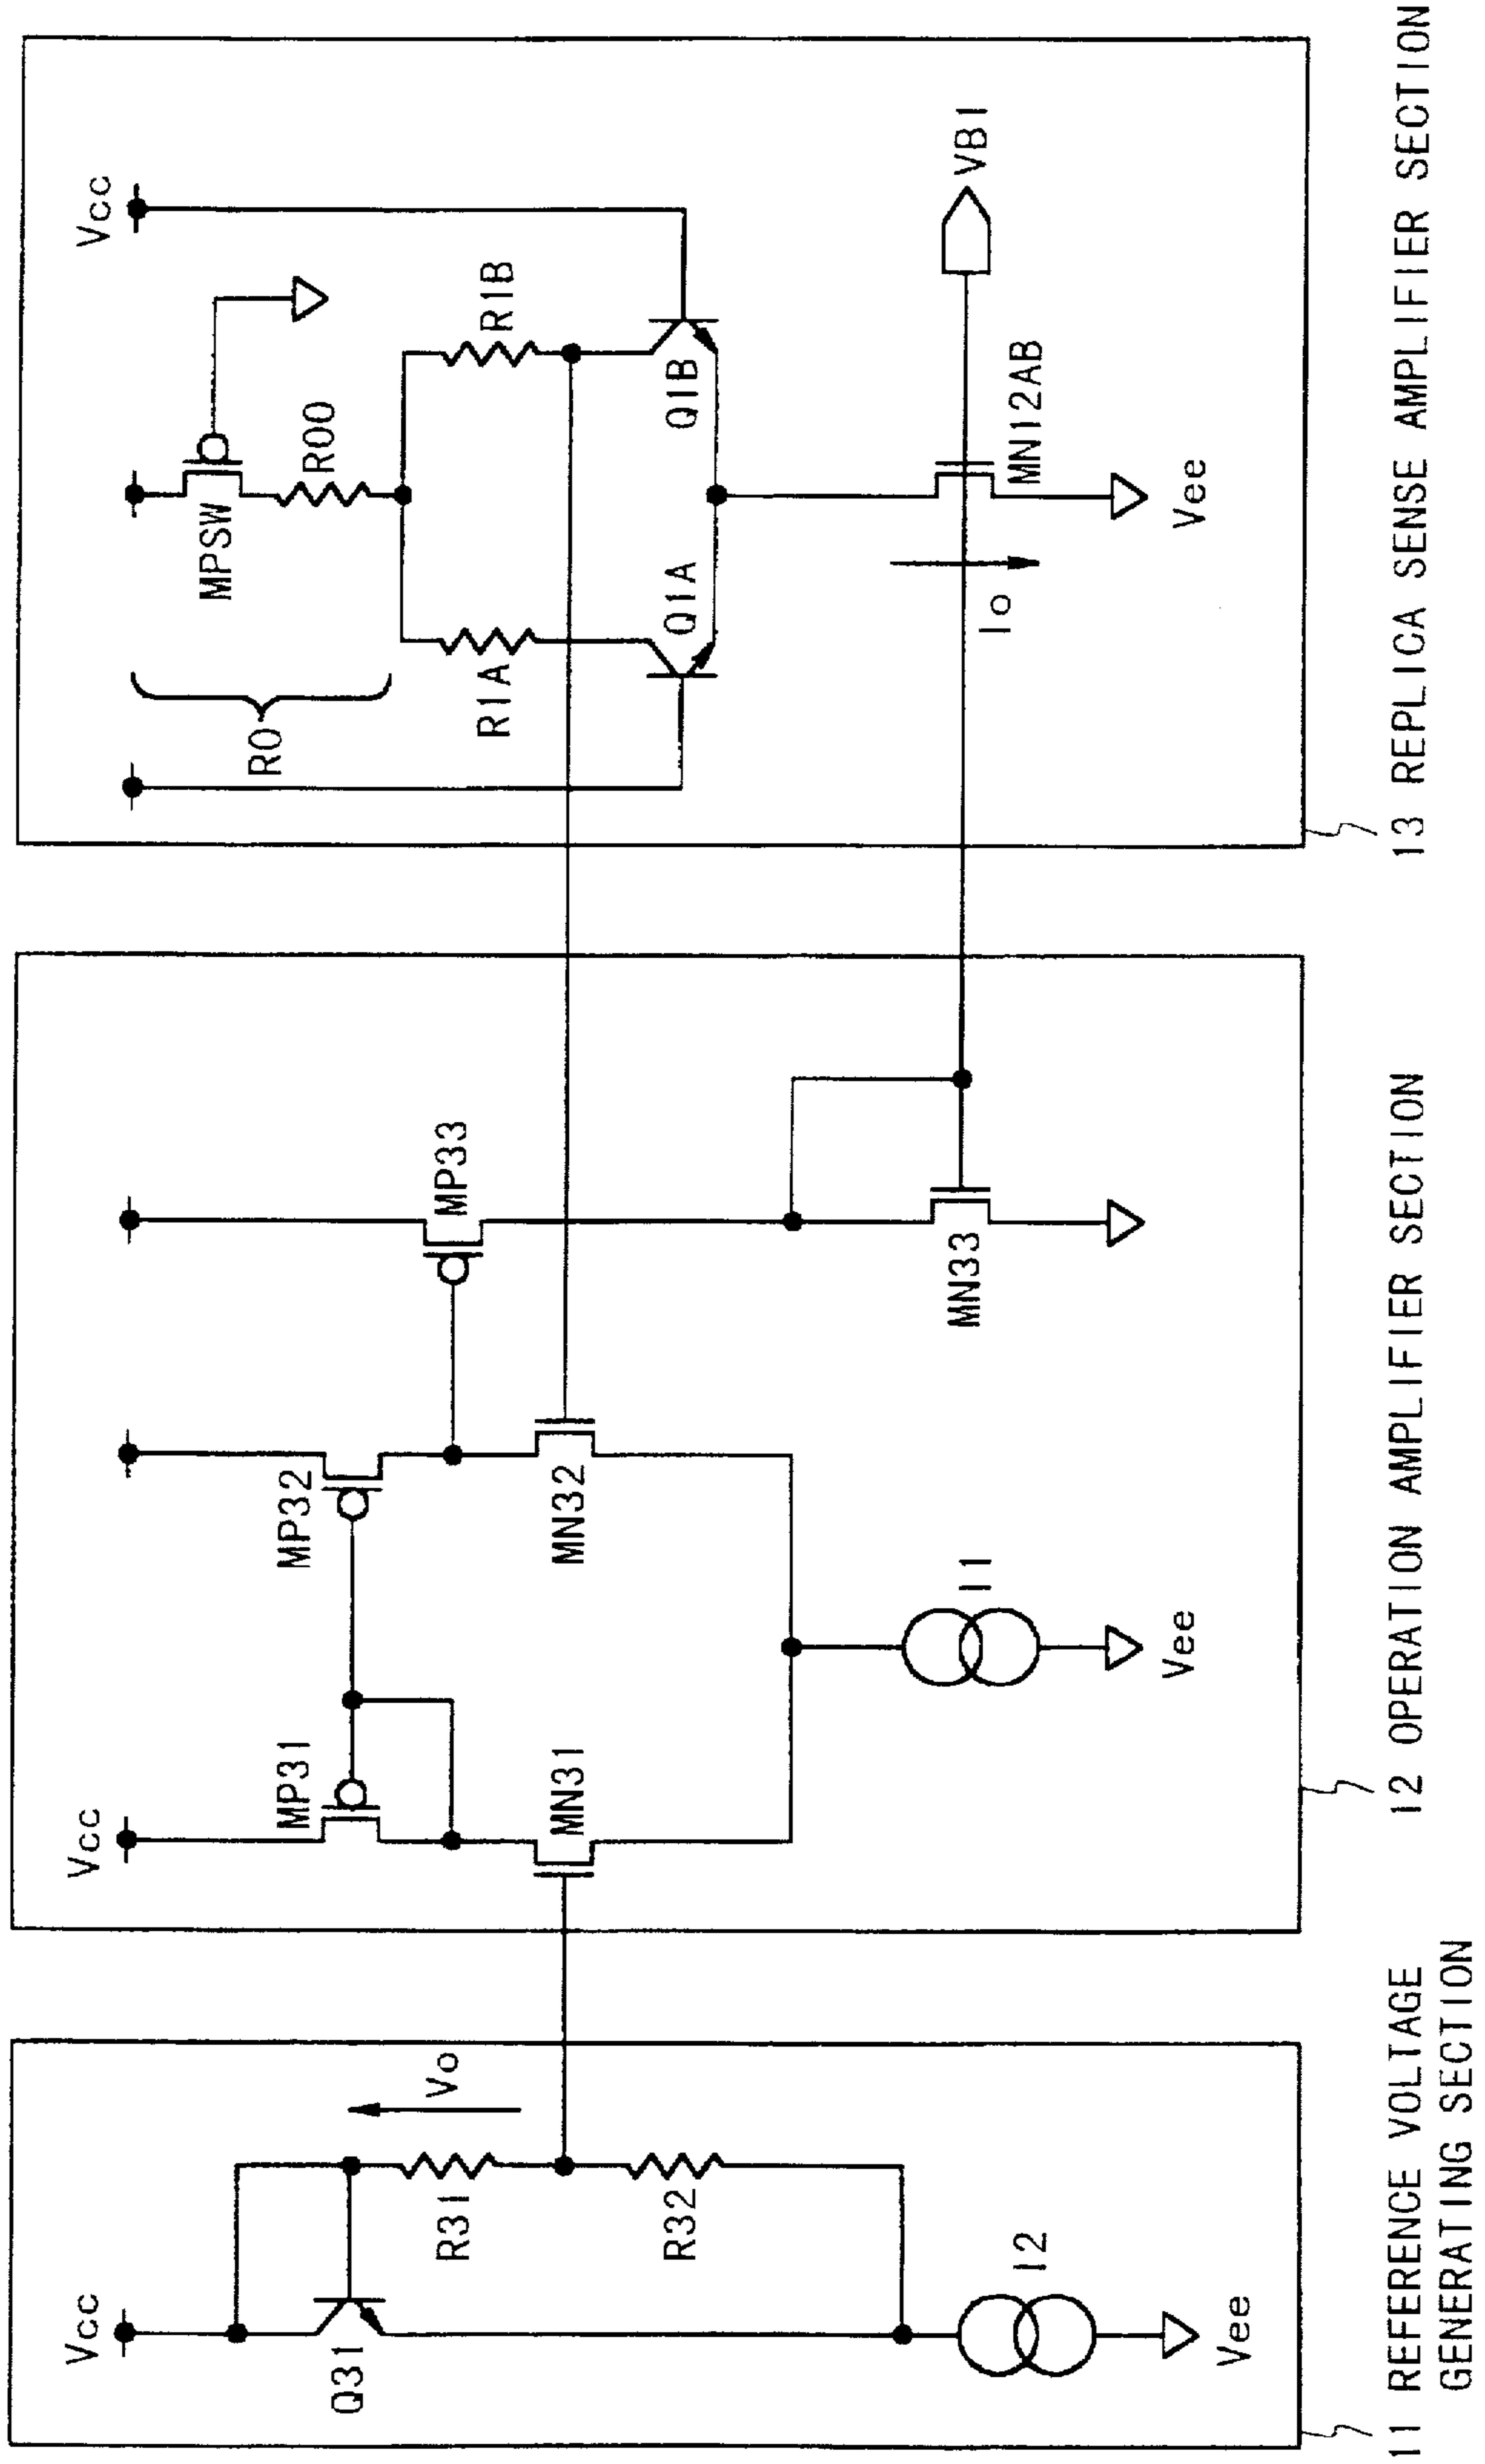 Vcc
Q31
R31
Vo
R32
I2
Vee
11 REFERENCE VOLTAGE
GENERATING SECTION
Vcc
MP31
MP32
MP33
MN31
MN32
MN33
I1
Vee
12 OPERATION AMPLIFIER SECTION
Vcc
MPSW
R00
R0
R1A
R1B
Q1A
Q1B
VB1
Io
MN12AB
Vee
13 REPLICA SENSE AMPLIFIER SECTION